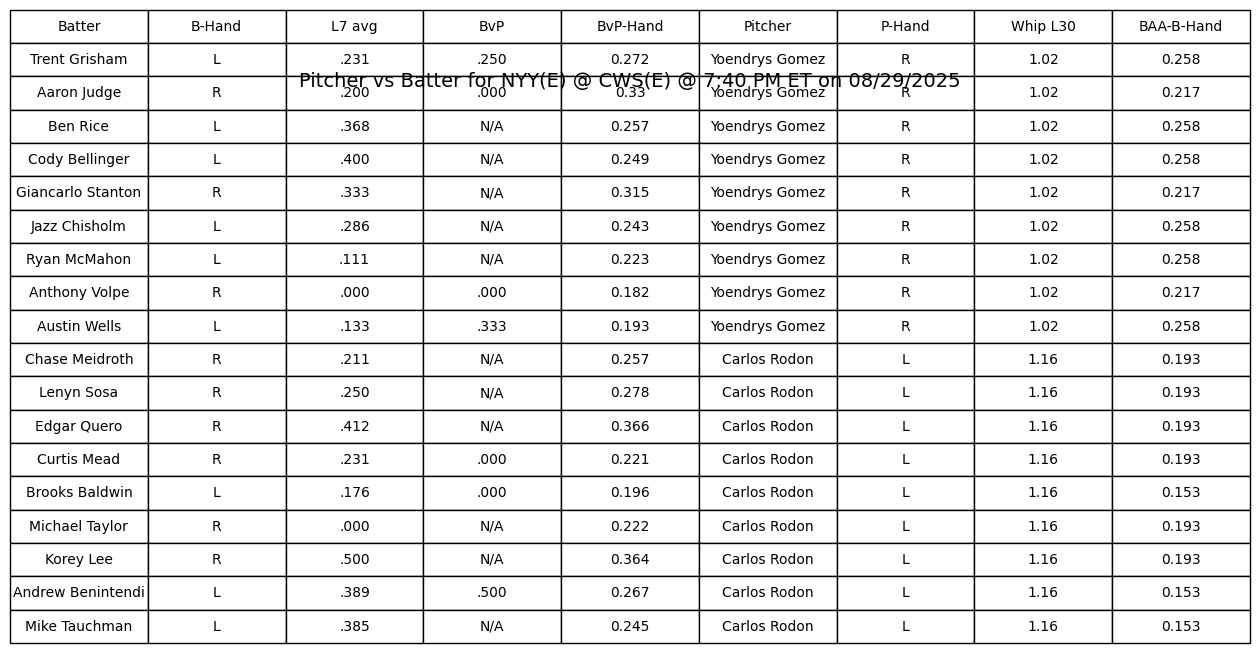 Batter B-Hand L7 avg BvP BvP-Hand Pitcher P-Hand Whip L30 BAA-B-Hand
Trent Grisham L .231 .250 0.272 Yoendrys Gomez R 1.02 0.258
Pitcher vs Batter for NYY(E) @ CWS(E) @ 7:40 PM ET on 08/29/2025
Aaron Judge R .200 .000 0.33 Yoendrys Gomez R 1.02 0.217
Ben Rice L .368 N/A 0.257 Yoendrys Gomez R 1.02 0.258
Cody Bellinger L .400 N/A 0.249 Yoendrys Gomez R 1.02 0.258
Giancarlo Stanton R .333 N/A 0.315 Yoendrys Gomez R 1.02 0.217
Jazz Chisholm L .286 N/A 0.243 Yoendrys Gomez R 1.02 0.258
Ryan McMahon L .111 N/A 0.223 Yoendrys Gomez R 1.02 0.258
Anthony Volpe R .000 .000 0.182 Yoendrys Gomez R 1.02 0.217
Austin Wells L .133 .333 0.193 Yoendrys Gomez R 1.02 0.258
Chase Meidroth R .211 N/A 0.257 Carlos Rodon L 1.16 0.193
Lenyn Sosa R .250 N/A 0.278 Carlos Rodon L 1.16 0.193
Edgar Quero R .412 N/A 0.366 Carlos Rodon L 1.16 0.193
Curtis Mead R .231 .000 0.221 Carlos Rodon L 1.16 0.193
Brooks Baldwin L .176 .000 0.196 Carlos Rodon L 1.16 0.153
Michael Taylor R .000 N/A 0.222 Carlos Rodon L 1.16 0.193
Korey Lee R .500 N/A 0.364 Carlos Rodon L 1.16 0.193
Andrew Benintendi L .389 .500 0.267 Carlos Rodon L 1.16 0.153
Mike Tauchman L .385 N/A 0.245 Carlos Rodon L 1.16 0.153